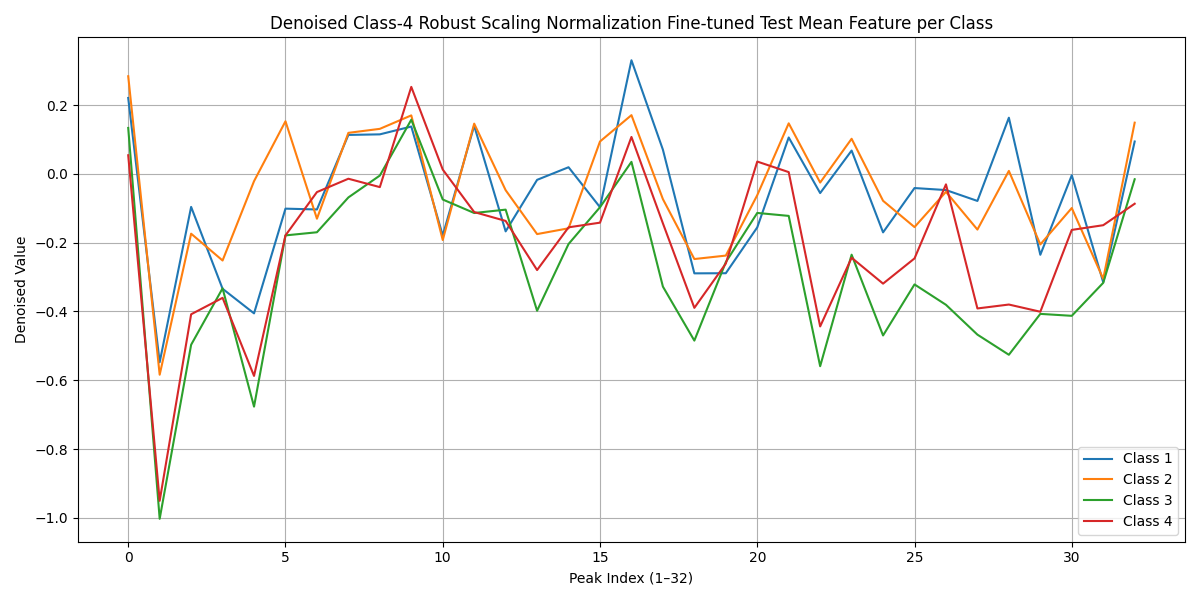 Denoised Class-4 Robust Scaling Normalization Fine-tuned Test Mean Feature per Class
Denoised Value
0.2
0.0
−0.2
−0.4
−0.6
−0.8
−1.0
0
5
10
15
20
25
30
Peak Index (1–32)
Class 1
Class 2
Class 3
Class 4